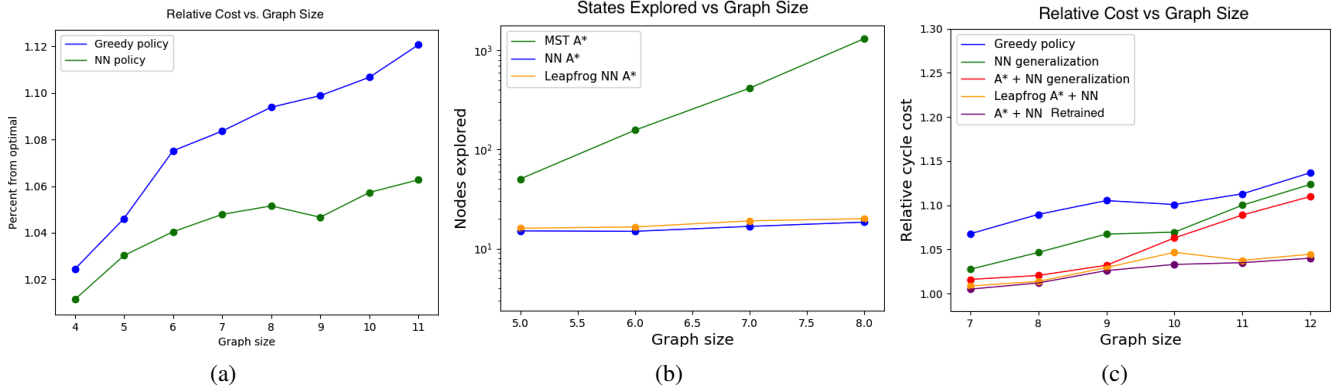 Relative Cost vs. Graph Size
Greedy policy
NN policy
Percent from optimal
1.12
1.10
1.08
1.06
1.04
1.02
4 5 6 7 8 9 10 11
Graph size
(a)
States Explored vs Graph Size
MST A*
NN A*
Leapfrog NN A*
Nodes explored
10³
10²
10¹
5.0 5.5 6.0 6.5 7.0 7.5 8.0
Graph size
(b)
Relative Cost vs Graph Size
Greedy policy
NN generalization
A* + NN generalization
Leapfrog A* + NN
A* + NN Retrained
Relative cycle cost
1.30
1.25
1.20
1.15
1.10
1.05
1.00
7 8 9 10 11 12
Graph size
(c)